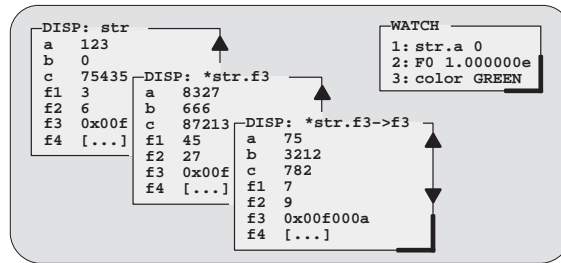 DISP: str
a 123
b 0
c 75435
f1 3
f2 6
f3 0x00f
f4 [...]
DISP: *str.f3
a 8327
b 666
c 87213
f1 45
f2 27
f3 0x00f
f4 [...]
DISP: *str.f3->f3
a 75
b 3212
c 782
f1 7
f2 9
f3 0x00f000a
f4 [...]
WATCH
1: str.a 0
2: F0 1.000000e
3: color GREEN